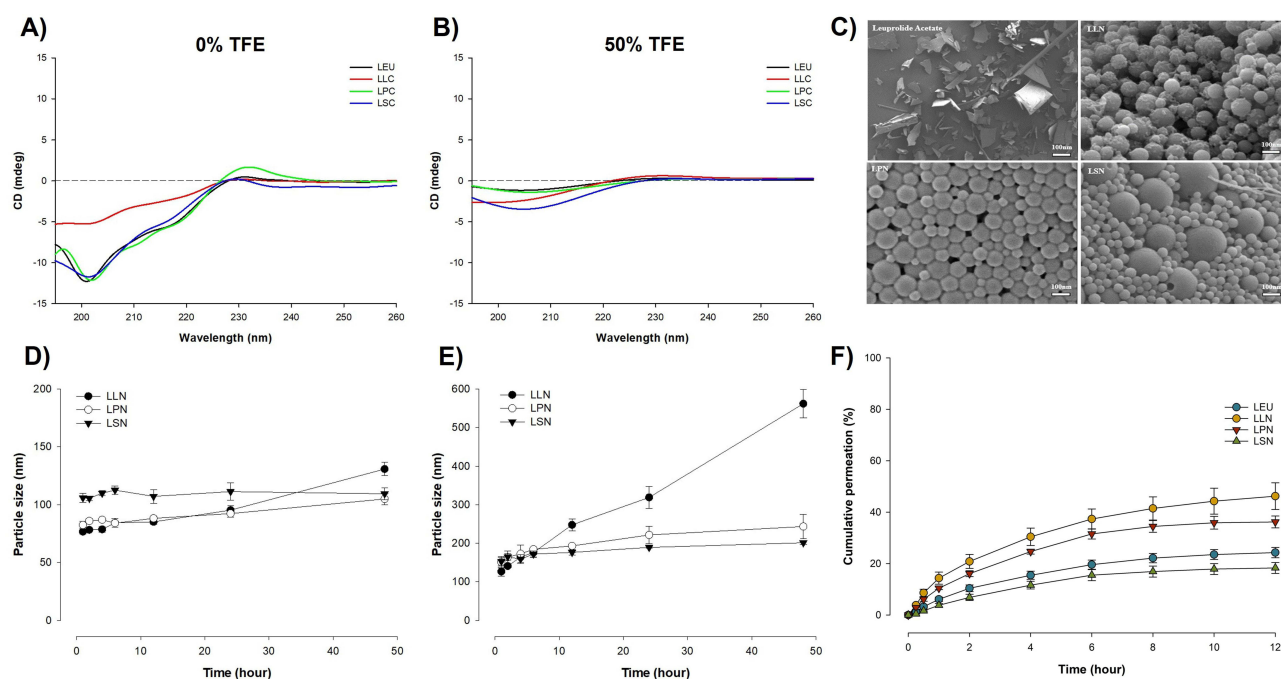 A)
0% TFE
LEU
LLC
LPC
LSC
15
10
5
0
-5
-10
-15
CD (mdeg)
200 210 220 230 240 250 260
Wavelength (nm)
B)
50% TFE
LEU
LLC
LPC
LSC
15
10
5
0
-5
-10
-15
CD (mdeg)
200 210 220 230 240 250 260
Wavelength (nm)
C)
Leuprolide Acetate
100nm
LLN
100nm
LPN
100nm
LSN
100nm
D)
LLN
LPN
LSN
200
150
100
50
0
Particle size (nm)
0 10 20 30 40 50
Time (hour)
E)
LLN
LPN
LSN
600
500
400
300
200
100
0
Particle size (nm)
0 10 20 30 40 50
Time (hour)
F)
LEU
LLN
LPN
LSN
100
80
60
40
20
0
Cumulative permeation (%)
0 2 4 6 8 10 12
Time (hour)